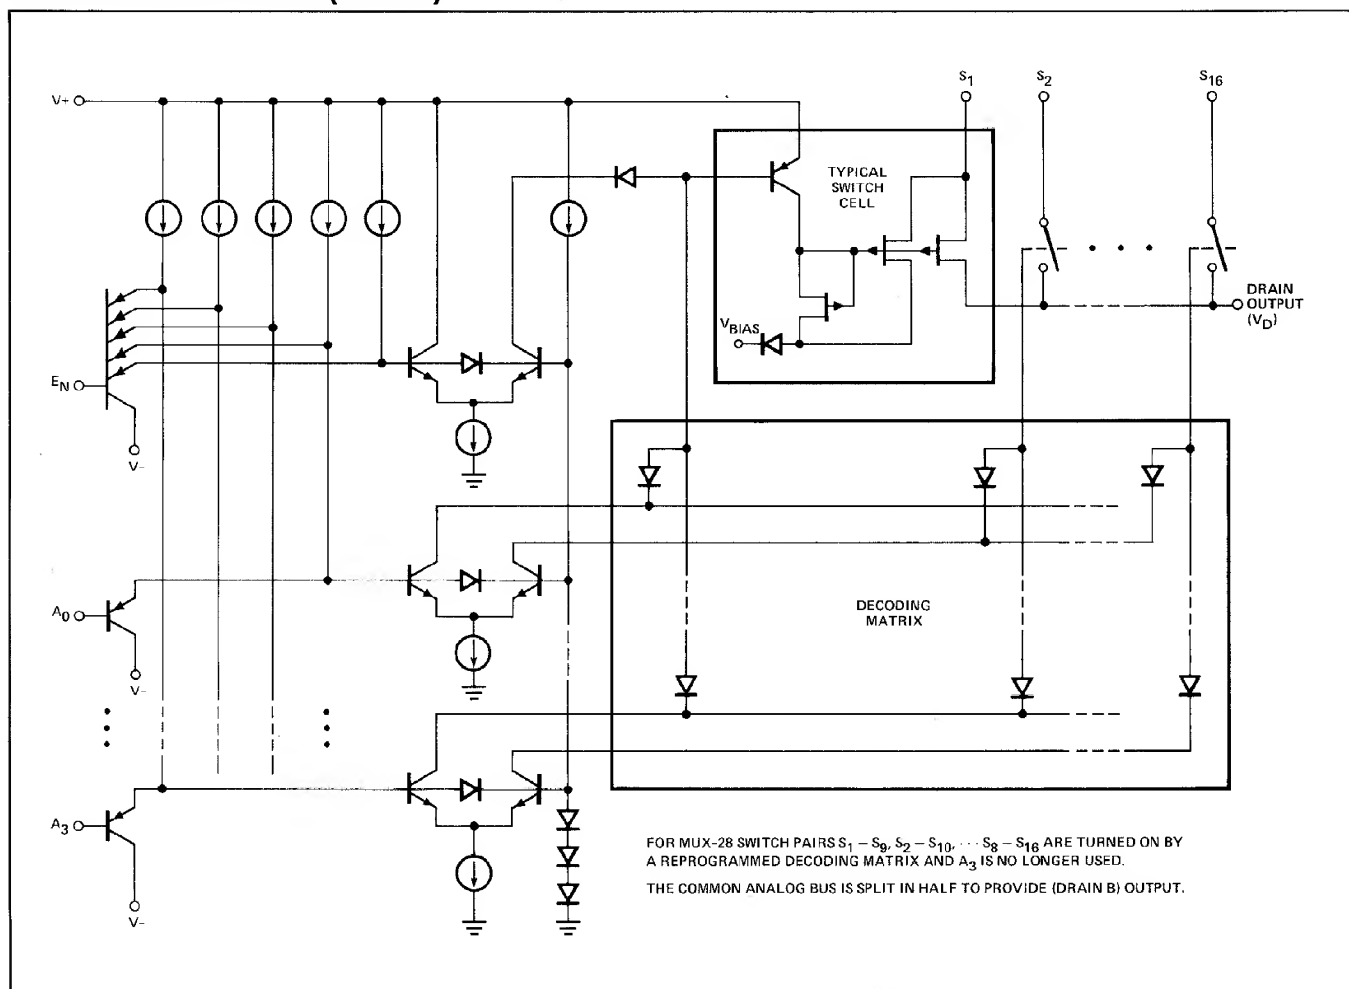 V+
S1
S2
S16
TYPICAL
SWITCH
CELL
DRAIN
OUTPUT
(VD)
VBIAS
EN
V–
A0
V–
DECODING
MATRIX
A3
V–
FOR MUX-28 SWITCH PAIRS S1 – S9, S2 – S10, ··· S8 – S16 ARE TURNED ON BY
A REPROGRAMMED DECODING MATRIX AND A3 IS NO LONGER USED.
THE COMMON ANALOG BUS IS SPLIT IN HALF TO PROVIDE (DRAIN B) OUTPUT.